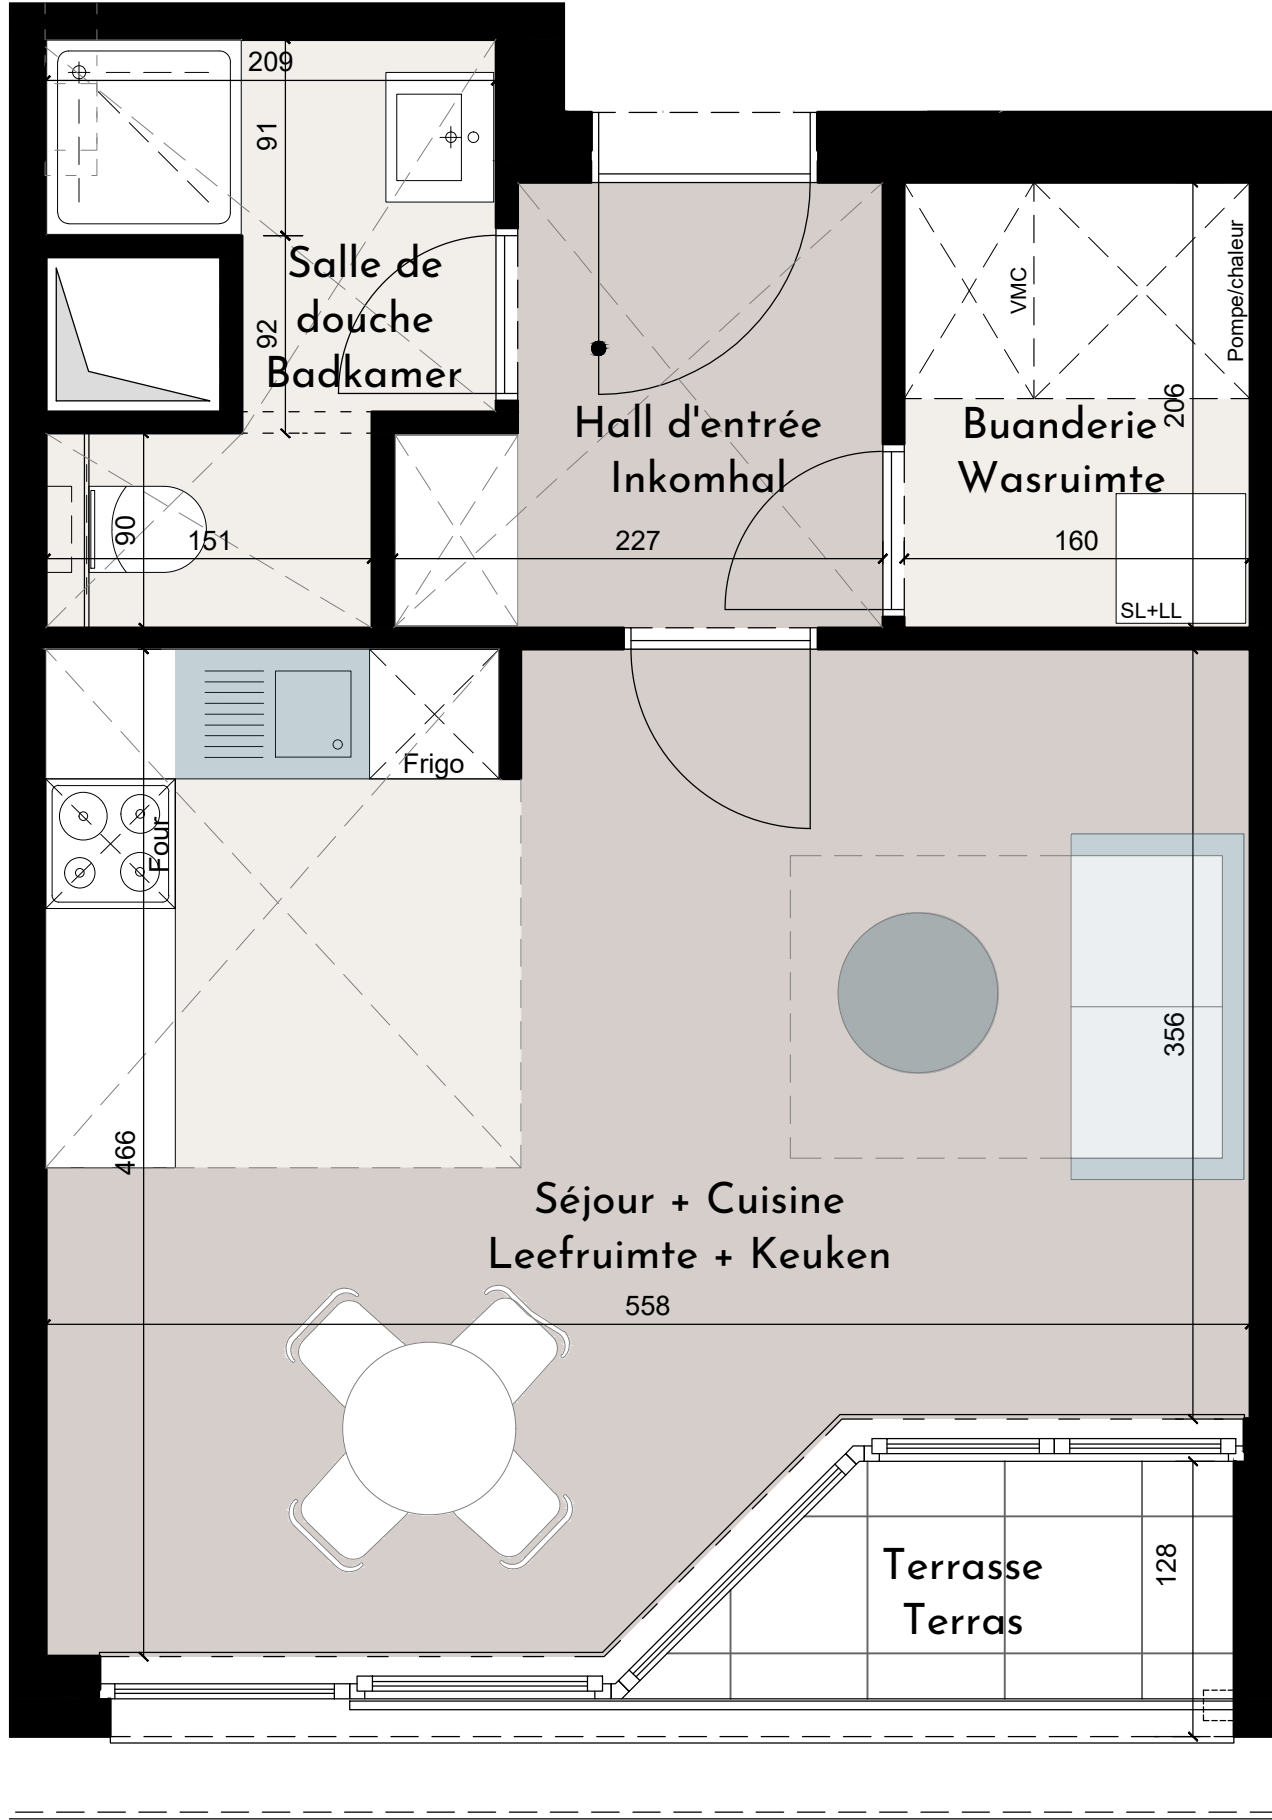 209
91
92
Salle de
douche
Badkamer
Hall d'entrée
Inkomhal
227
VMC
Pompe/chaleur
206
Buanderie
Wasruimte
160
SL+LL
90
151
Frigo
Four
356
466
Séjour + Cuisine
Leefruimte + Keuken
558
Terrasse
Terras
128